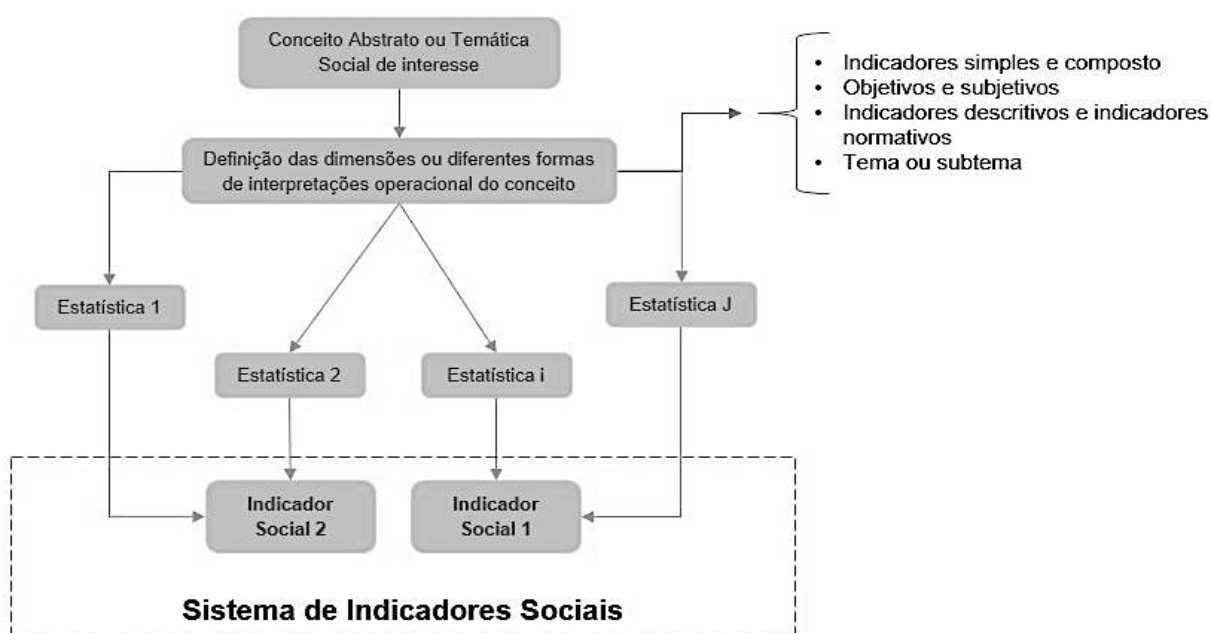 Conceito Abstrato ou Temática
Social de interesse
• Indicadores simples e composto
• Objetivos e subjetivos
• Indicadores descritivos e indicadores
normativos
• Tema ou subtema
Definição das dimensões ou diferentes formas
de interpretações operacional do conceito
Estatística 1
Estatística J
Estatística 2
Estatística i
Indicador
Social 2
Indicador
Social 1
Sistema de Indicadores Sociais